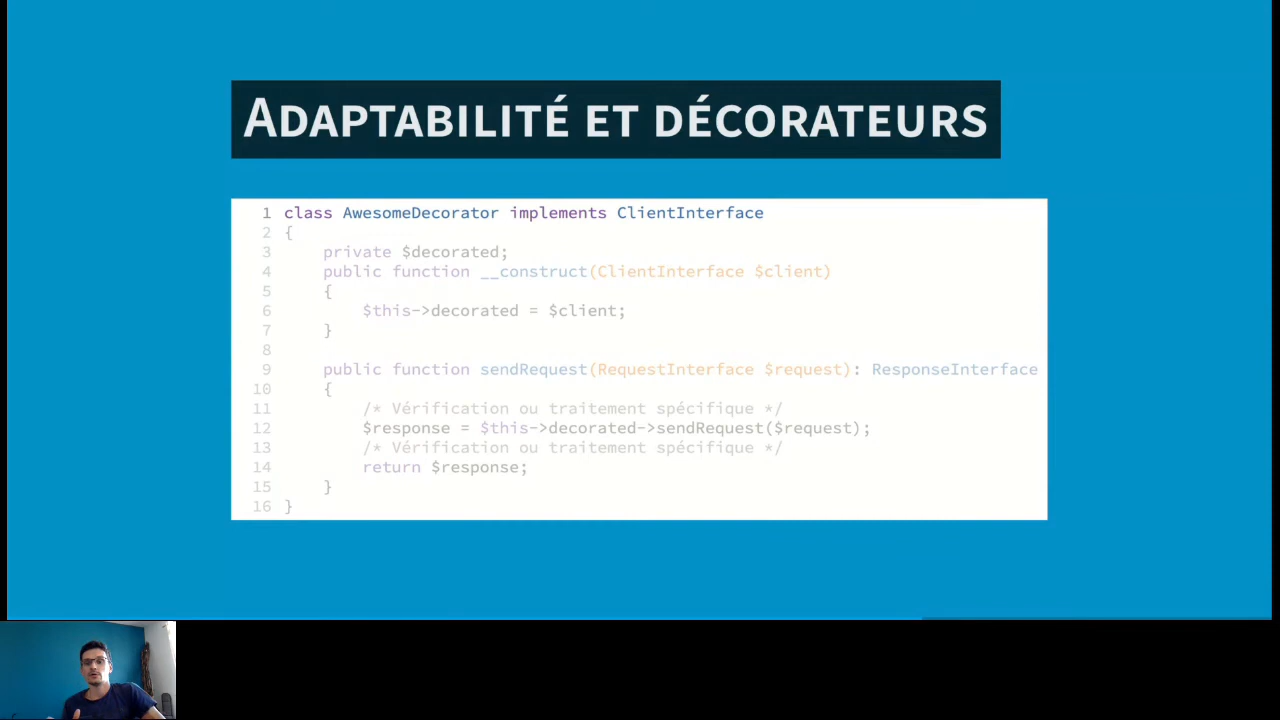 Adaptabilité et décorateurs
1 class AwesomeDecorator implements ClientInterface
2 {
3     private $decorated;
4     public function __construct(ClientInterface $client)
5     {
6         $this->decorated = $client;
7     }
8
9     public function sendRequest(RequestInterface $request): ResponseInterface
10     {
11         /* Vérification ou traitement spécifique */
12         $response = $this->decorated->sendRequest($request);
13         /* Vérification ou traitement spécifique */
14         return $response;
15     }
16 }